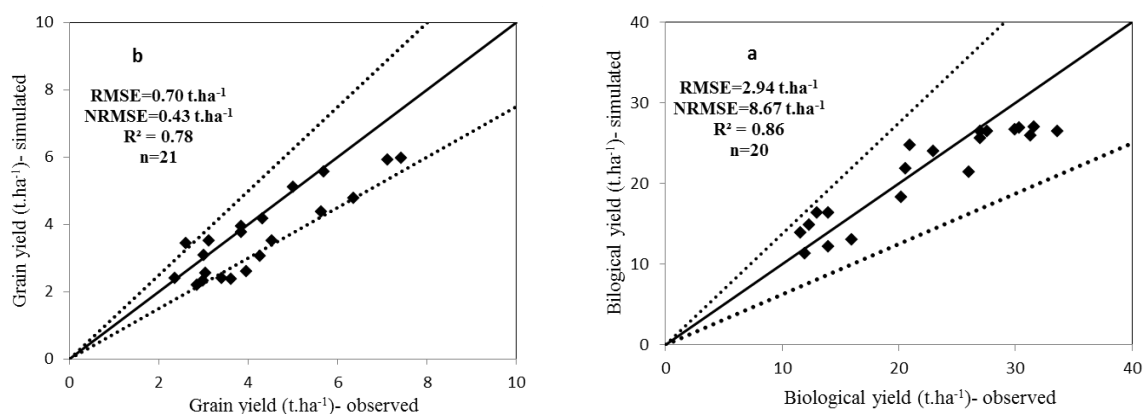 b
RMSE=0.70 t.ha-1
NRMSE=0.43 t.ha-1
R² = 0.78
n=21
Grain yield (t.ha-1)- simulated
10
8
6
4
2
0
0 2 4 6 8 10
Grain yield (t.ha-1)- observed
a
RMSE=2.94 t.ha-1
NRMSE=8.67 t.ha-1
R² = 0.86
n=20
Bilogical yield (t.ha-1)- simulated
40
30
20
10
0
0 10 20 30 40
Biological yield (t.ha-1)- observed